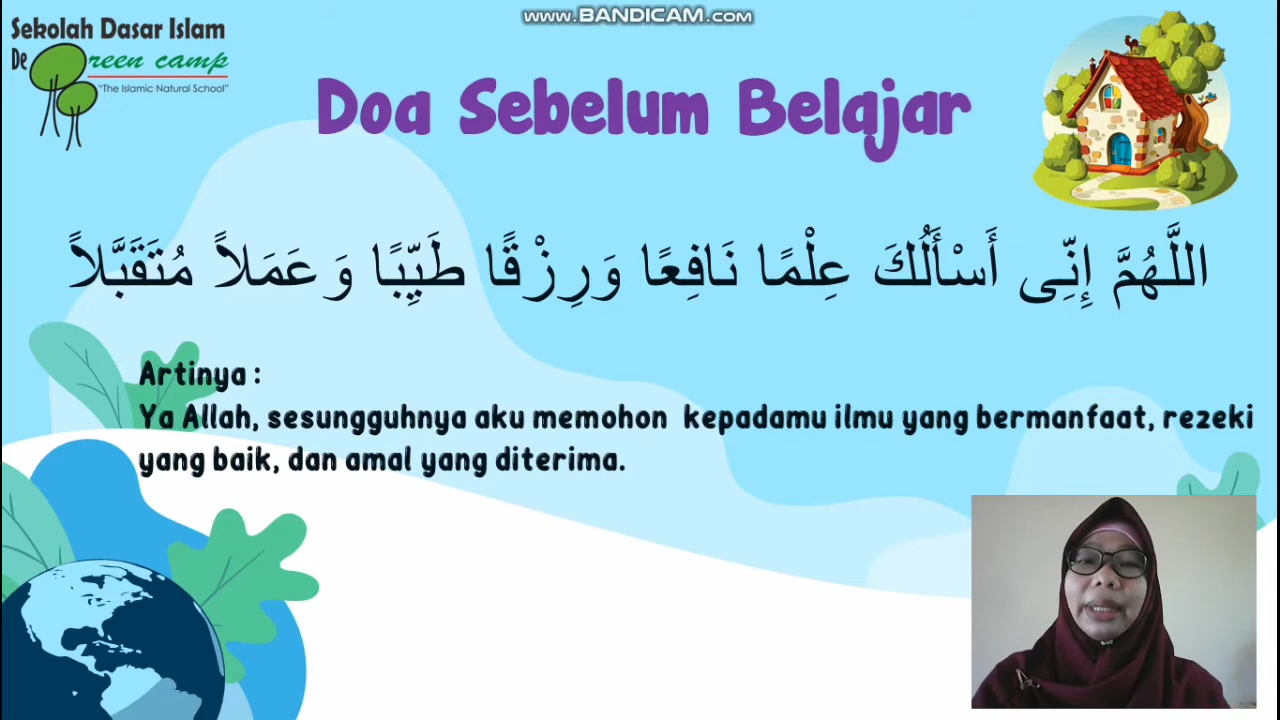 www.BANDICAM.com
Sekolah Dasar Islam
De Green camp
"The Islamic Natural School"
Doa Sebelum Belajar
اللَّهُمَّ إِنِّى أَسْأَلُكَ عِلْمًا نَافِعًا وَرِزْقًا طَيِّبًا وَعَمَلاً مُتَقَبَّلاً
Artinya :
Ya Allah, sesungguhnya aku memohon kepadamu ilmu yang bermanfaat, rezeki
yang baik, dan amal yang diterima.